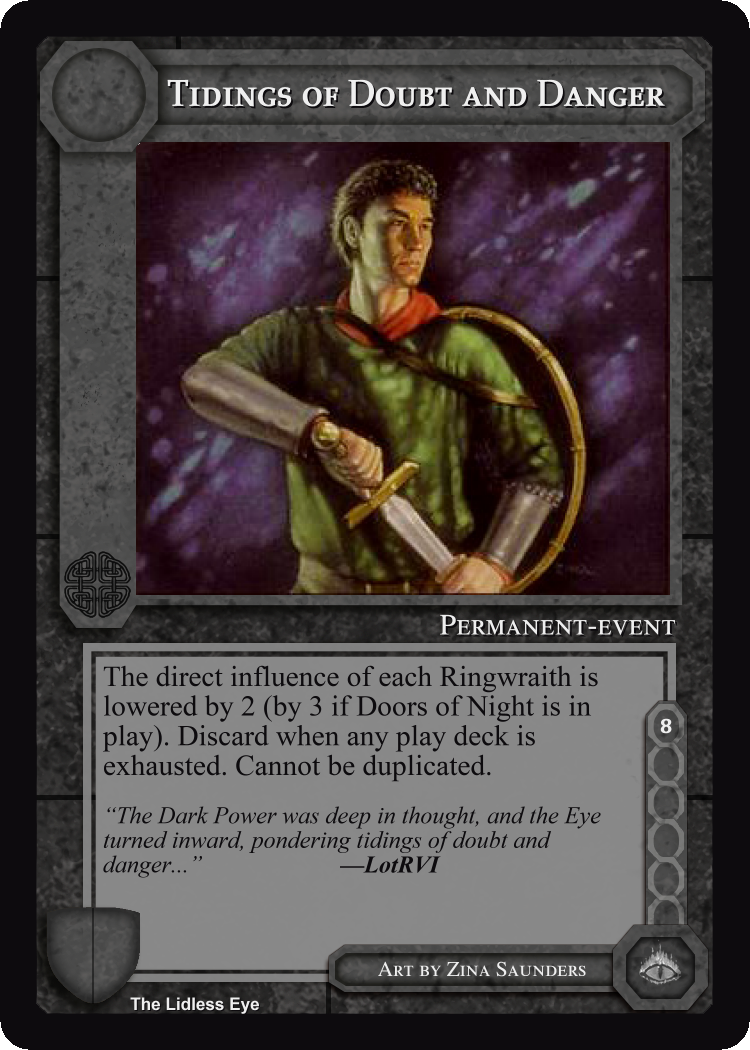 TIDINGS OF DOUBT AND DANGER
PERMANENT-EVENT
The direct influence of each Ringwraith is
lowered by 2 (by 3 if Doors of Night is in
play). Discard when any play deck is
exhausted. Cannot be duplicated.
8
“The Dark Power was deep in thought, and the Eye
turned inward, pondering tidings of doubt and
danger...” —LotRVI
ART BY ZINA SAUNDERS
The Lidless Eye